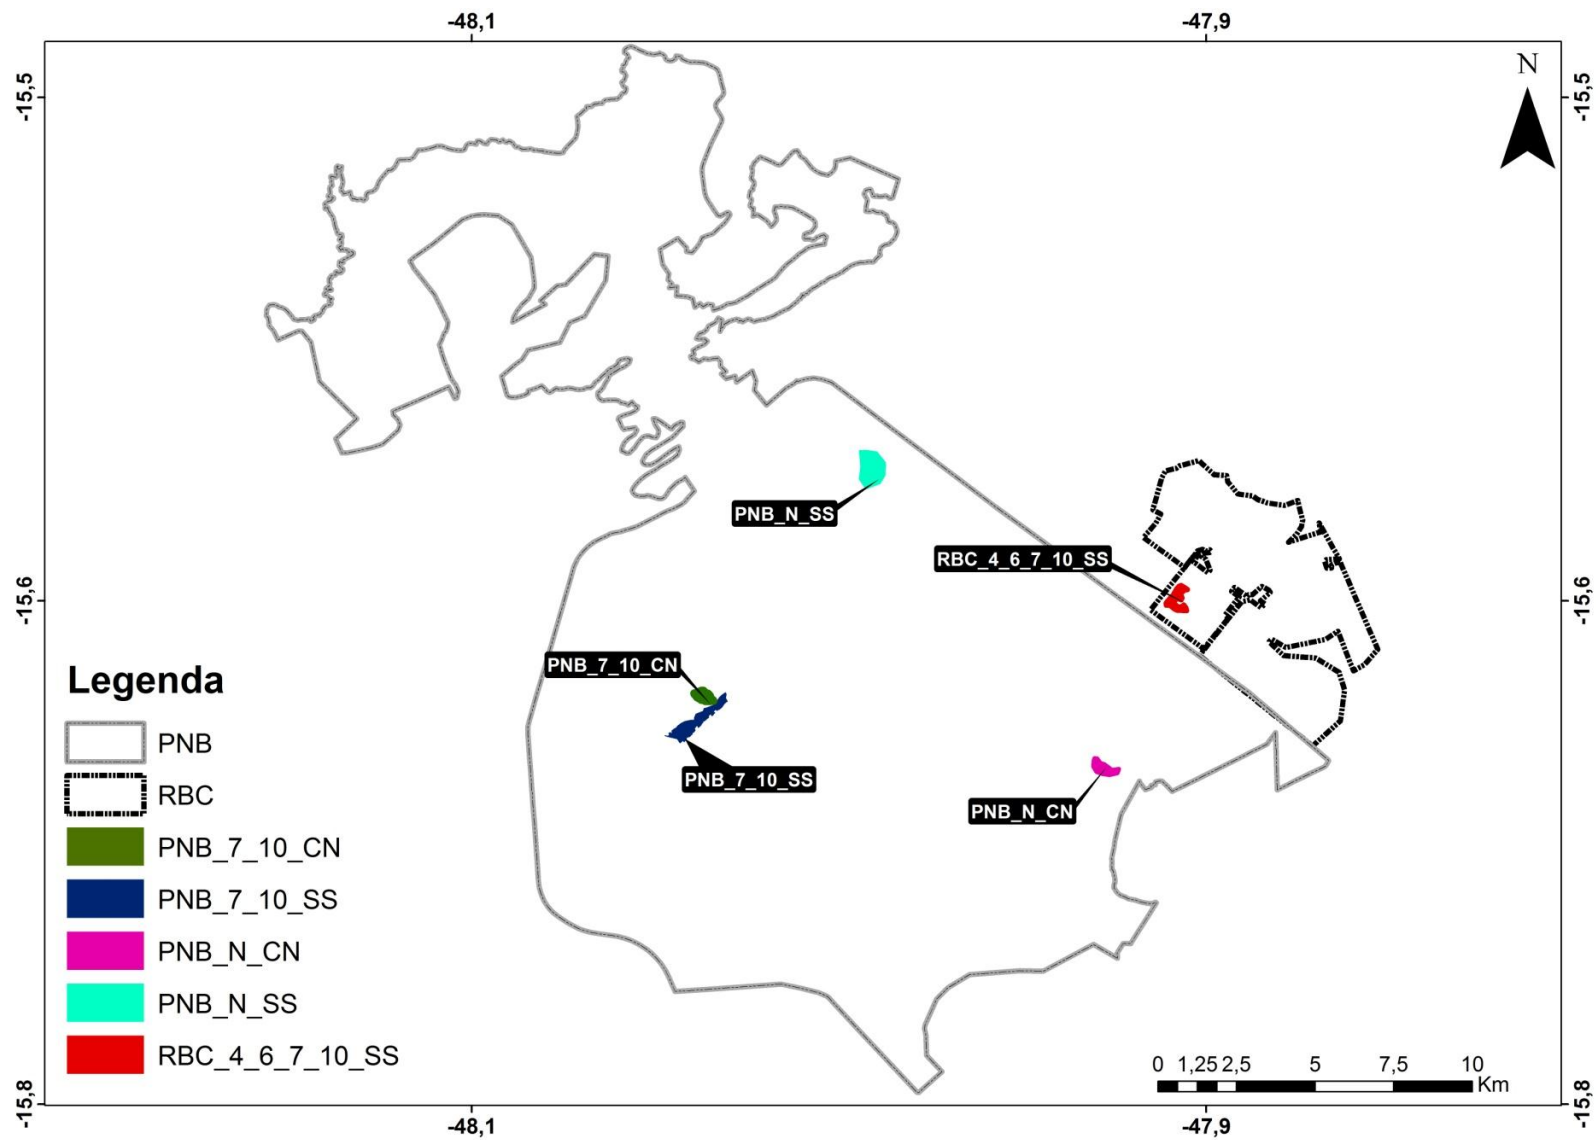 -48,1
-47,9
-15,5
-15,5
N
PNB_N_SS
RBC_4_6_7_10_SS
-15,6
-15,6
PNB_7_10_CN
PNB_7_10_SS
PNB_N_CN
Legenda
PNB
RBC
PNB_7_10_CN
PNB_7_10_SS
PNB_N_CN
PNB_N_SS
RBC_4_6_7_10_SS
0 1,25 2,5 5 7,5 10
Km
-15,8
-15,8
-48,1
-47,9